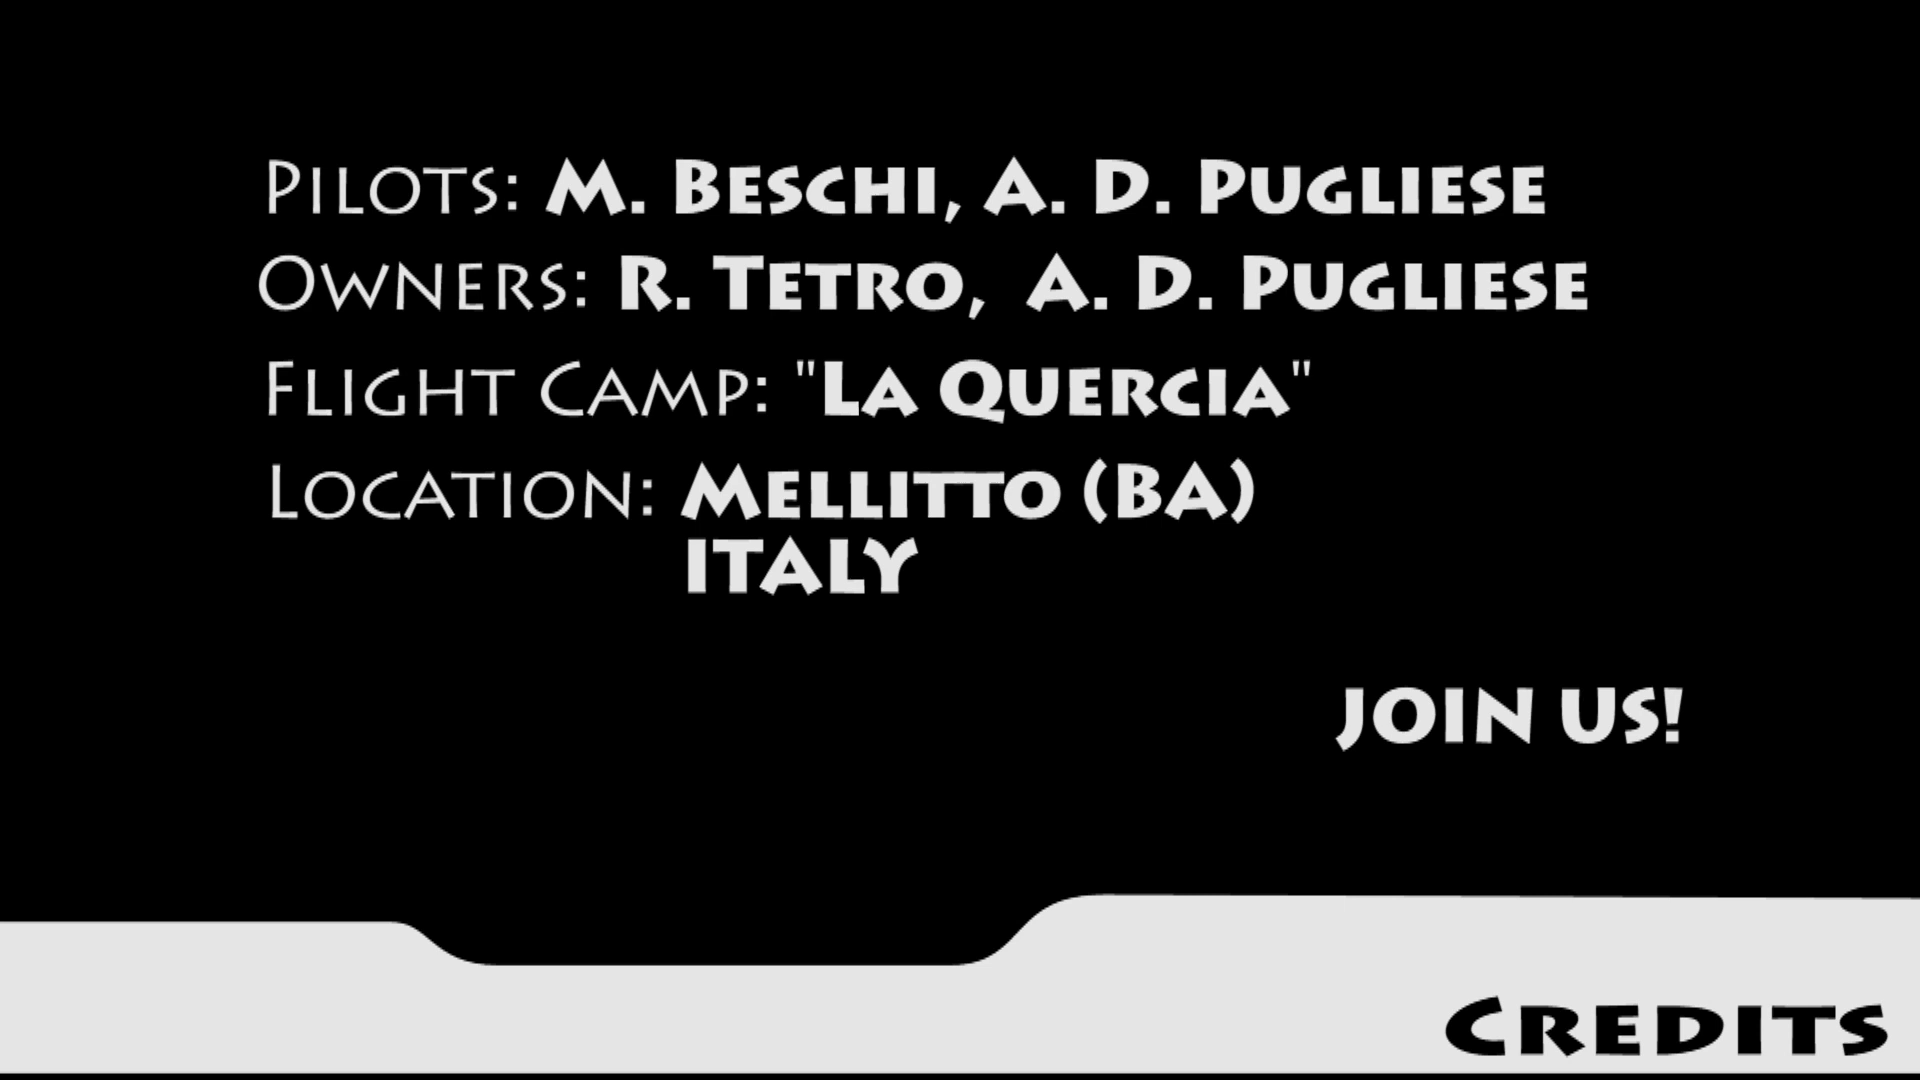 Pilots: M. Beschi, A. D. Pugliese
Owners: R. Tetro, A. D. Pugliese
Flight Camp: "La Quercia"
Location: Mellitto (BA)
ITALY
JOIN US!
Credits